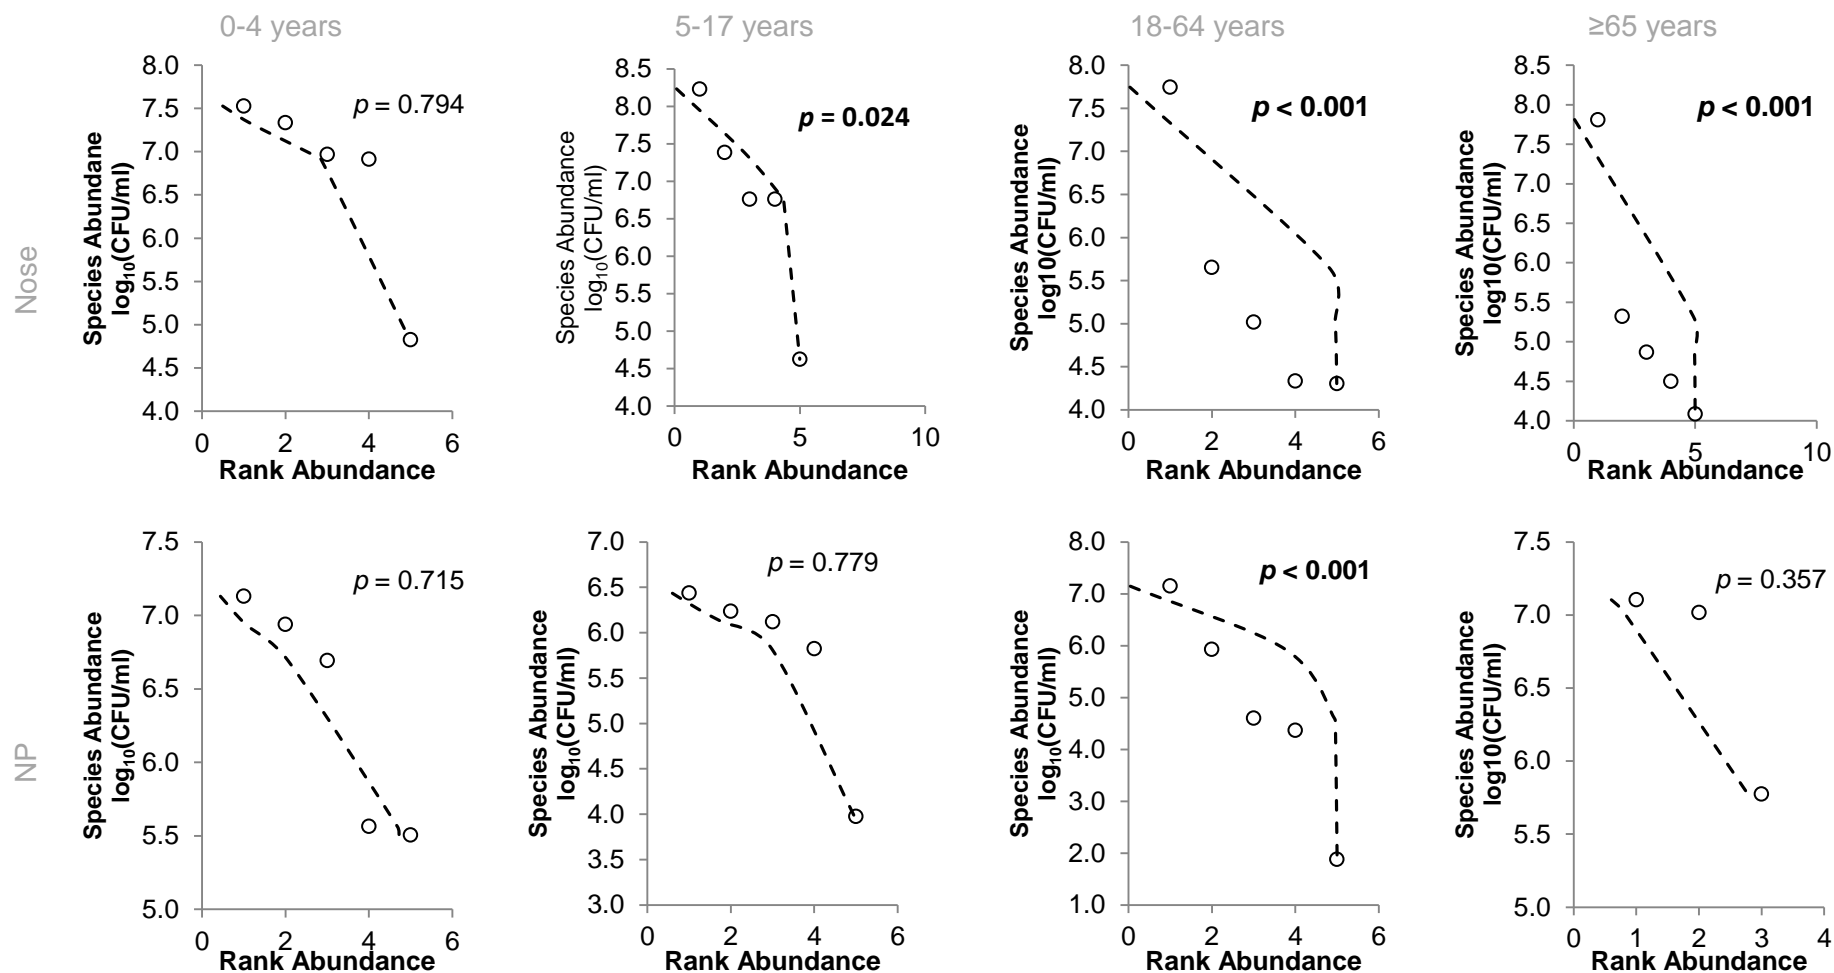 0-4 years
5-17 years
18-64 years
≥65 years
Nose
Species Abundane
log₁₀(CFU/ml)
8.0
7.5
7.0
6.5
6.0
5.5
5.0
4.5
4.0
p = 0.794
0 2 4 6
Rank Abundance
Species Abundance
log₁₀(CFU/ml)
8.5
8.0
7.5
7.0
6.5
6.0
5.5
5.0
4.5
4.0
p = 0.024
0 5 10
Rank Abundance
Species Abundance
log10(CFU/ml)
8.0
7.5
7.0
6.5
6.0
5.5
5.0
4.5
4.0
p < 0.001
0 2 4 6
Rank Abundance
Species Abundance
log10(CFU/ml)
8.5
8.0
7.5
7.0
6.5
6.0
5.5
5.0
4.5
4.0
p < 0.001
0 5 10
Rank Abundance
NP
Species Abundance
log₁₀(CFU/ml)
7.5
7.0
6.5
6.0
5.5
5.0
p = 0.715
0 2 4 6
Rank Abundance
Species Abundance
log₁₀(CFU/ml)
7.0
6.5
6.0
5.5
5.0
4.5
4.0
3.5
3.0
p = 0.779
0 2 4 6
Rank Abundance
Species Abundance
log₁₀(CFU/ml)
8.0
7.0
6.0
5.0
4.0
3.0
2.0
1.0
p < 0.001
0 2 4 6
Rank Abundance
Species Abundance
log10(CFU/ml)
7.5
7.0
6.5
6.0
5.5
5.0
p = 0.357
0 1 2 3 4
Rank Abundance